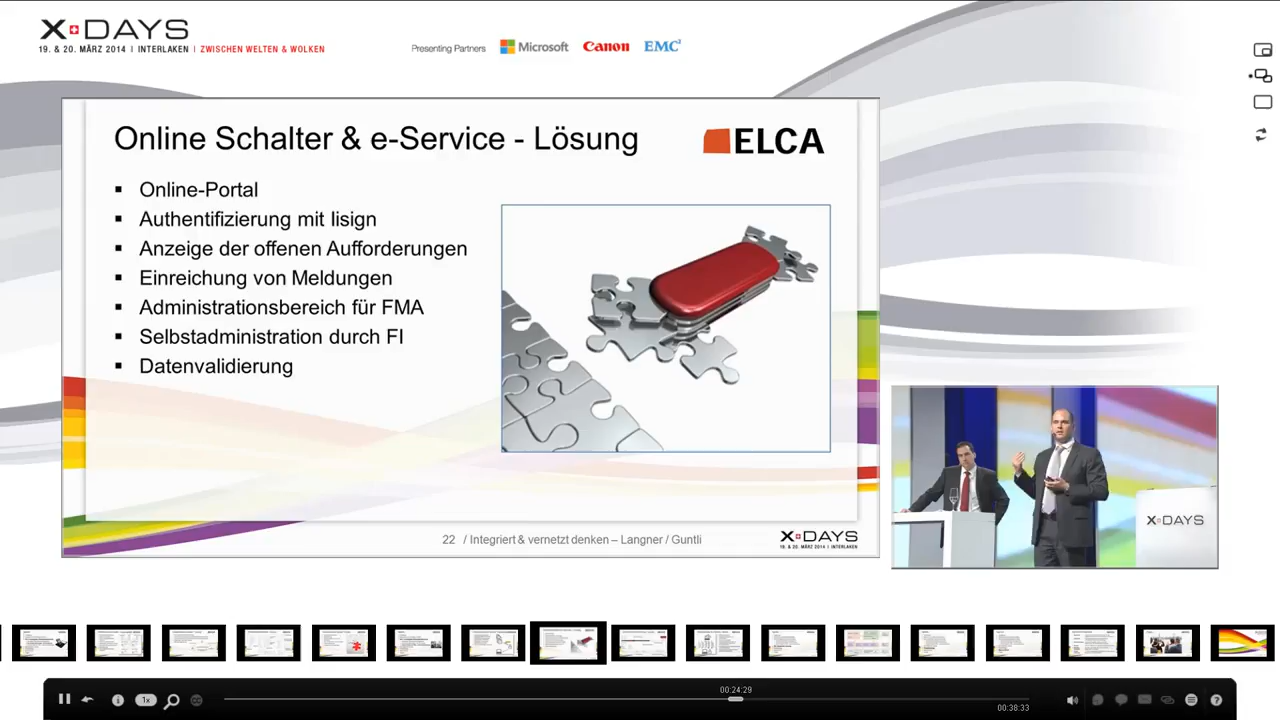 X+DAYS
19. & 20. MÄRZ 2014 | INTERLAKEN | ZWISCHEN WELTEN & WOLKEN
Presenting Partners Microsoft Canon EMC²
Online Schalter & e-Service - Lösung
ELCA
▪ Online-Portal
▪ Authentifizierung mit lisign
▪ Anzeige der offenen Aufforderungen
▪ Einreichung von Meldungen
▪ Administrationsbereich für FMA
▪ Selbstadministration durch FI
▪ Datenvalidierung
22 / Integriert & vernetzt denken – Langner / Guntli
X+DAYS
19. & 20. MÄRZ 2014 | INTERLAKEN
X+DAYS
1x
00:24:29
00:38:33